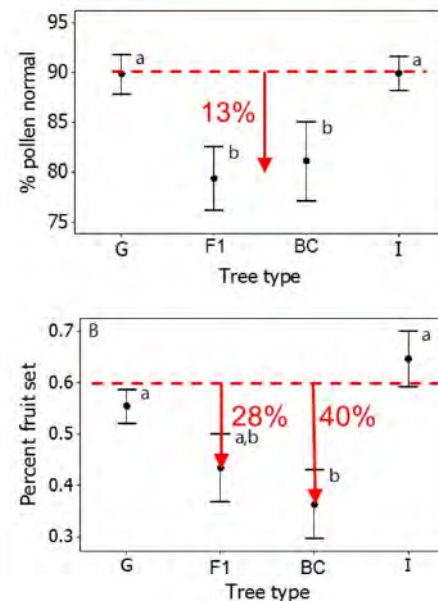 95
90
85
80
75
% pollen normal
a
b
b
a
13%
G
F1
BC
I
Tree type
B
0.7
0.6
0.5
0.4
0.3
Percent fruit set
a
a,b
b
a
28%
40%
G
F1
BC
I
Tree type